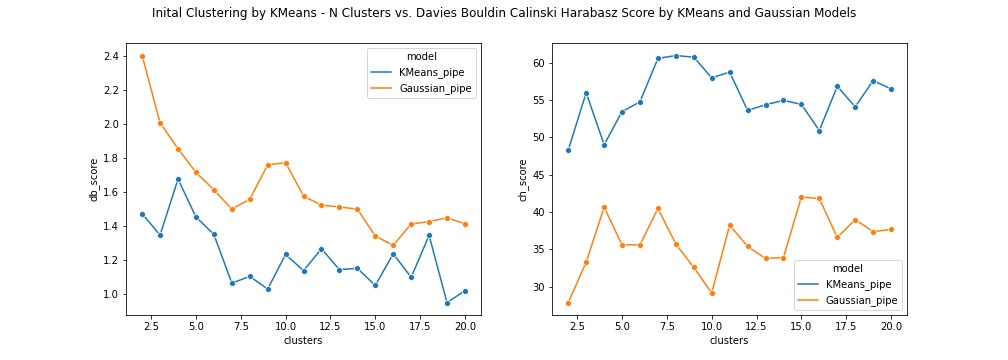 Inital Clustering by KMeans - N Clusters vs. Davies Bouldin Calinski Harabasz Score by KMeans and Gaussian Models
model
KMeans_pipe
Gaussian_pipe
2.4
2.2
2.0
1.8
1.6
1.4
1.2
1.0
db_score
2.5 5.0 7.5 10.0 12.5 15.0 17.5 20.0
clusters
60
55
50
45
40
35
30
ch_score
model
KMeans_pipe
Gaussian_pipe
2.5 5.0 7.5 10.0 12.5 15.0 17.5 20.0
clusters